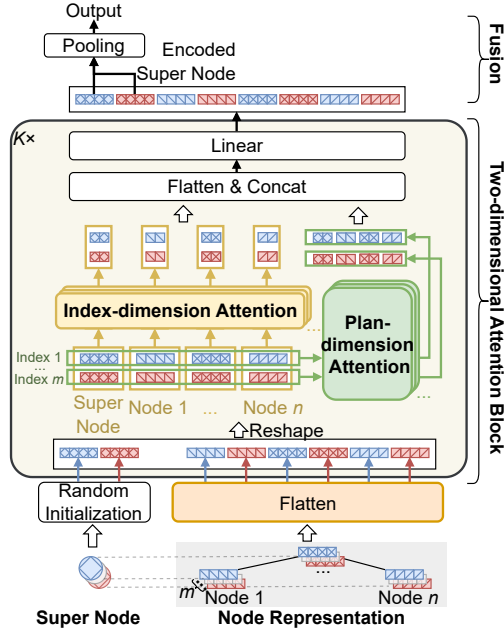 Output
Pooling
Encoded
Super Node
Fusion
K×
Linear
Flatten & Concat
Index-dimension Attention
...
Plan-
dimension
Attention
...
Index 1
...
Index m
Super
Node
Node 1
...
Node n
Reshape
Two-dimensional Attention Block
Random
Initialization
Flatten
...
m
Node 1
Node n
Super Node
Node Representation